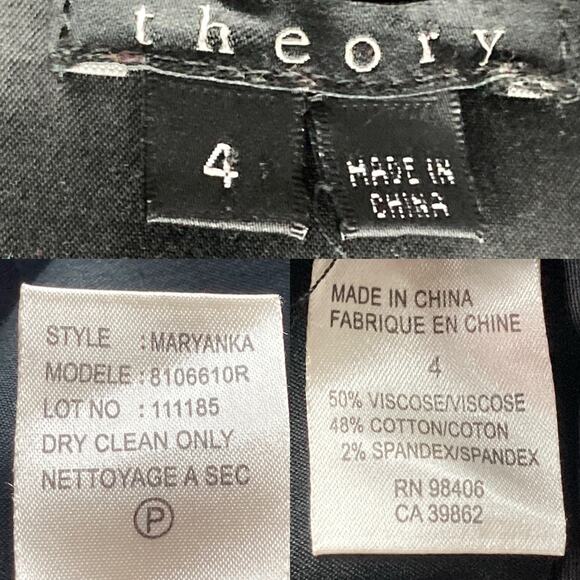 theory
4
MADE IN
CHINA
STYLE : MARYANKA
MODELE : 8106610R
LOT NO : 111185
DRY CLEAN ONLY
NETTOYAGE A SEC
P
MADE IN CHINA
FABRIQUE EN CHINE
4
50% VISCOSE/VISCOSE
48% COTTON/COTON
2% SPANDEX/SPANDEX
RN 98406
CA 39862